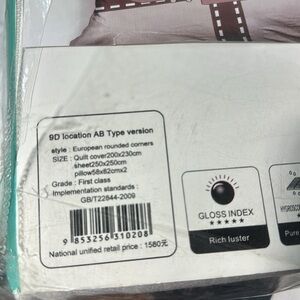 9D location AB Type version
style : European rounded corners
SIZE : Quilt cover200x230cm
sheet250x250cm
pillow58x82cmx2
Grade : First class
Implementation standards :
GB/T22844-2009
9 853256 310208
National unified retail price : 1580元
GLOSS INDEX
★★★★★
Rich luster
Pure